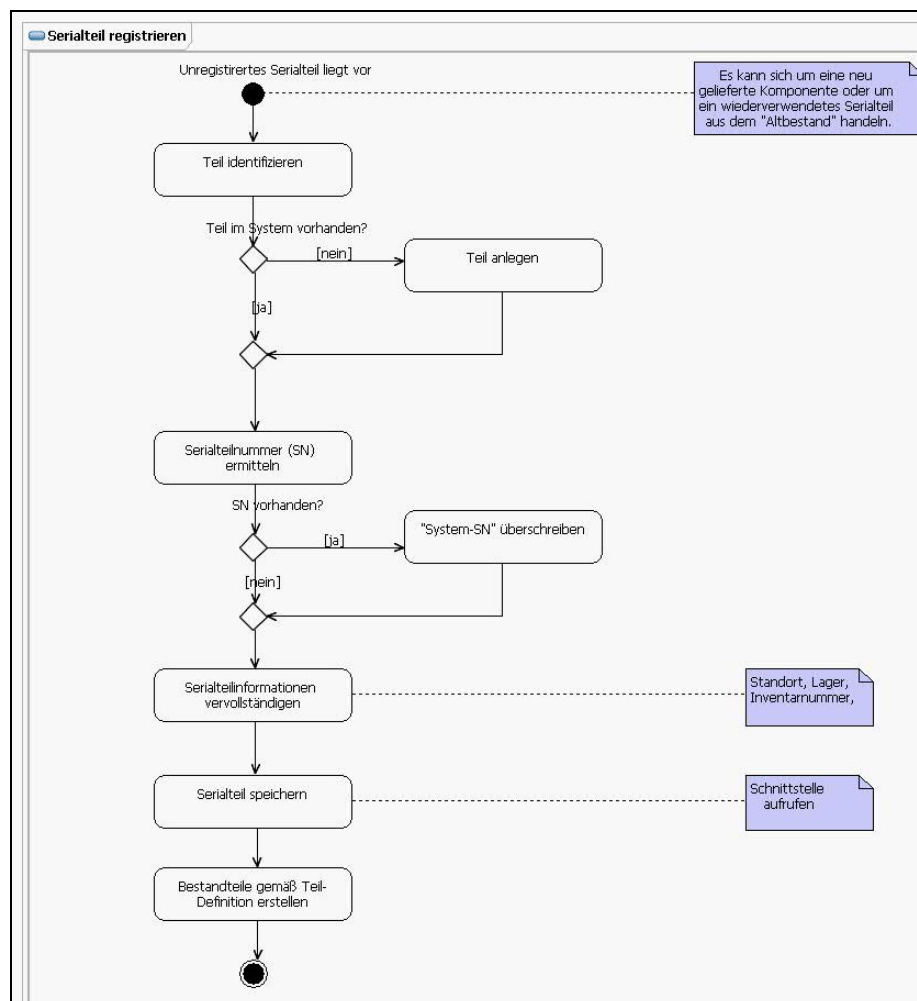 Serialteil registrieren
Unregistrertes Serialteil liegt vor
Es kann sich um eine neu
gelieferte Komponente oder um
ein wiederverwendetes Serialteil
aus dem "Altbestand" handeln.
Teil identifizieren
Teil im System vorhanden?
[nein]
Teil anlegen
[ja]
Serialteilnummer (SN)
ermitteln
SN vorhanden?
[ja]
"System-SN" überschreiben
[nein]
Serialteilinformationen
vervollständigen
Standort, Lager,
Inventarnummer,
Serialteil speichern
Schnittstelle
aufrufen
Bestandteile gemäß Teil-
Definition erstellen